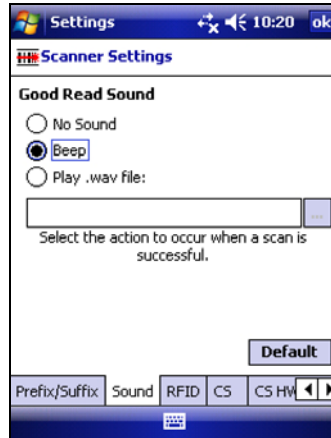 Settings 10:20 ok
Scanner Settings
Good Read Sound
No Sound
Beep
Play .wav file:
...
Select the action to occur when a scan is
successful.
Default
Prefix/Suffix Sound RFID CS CS HW